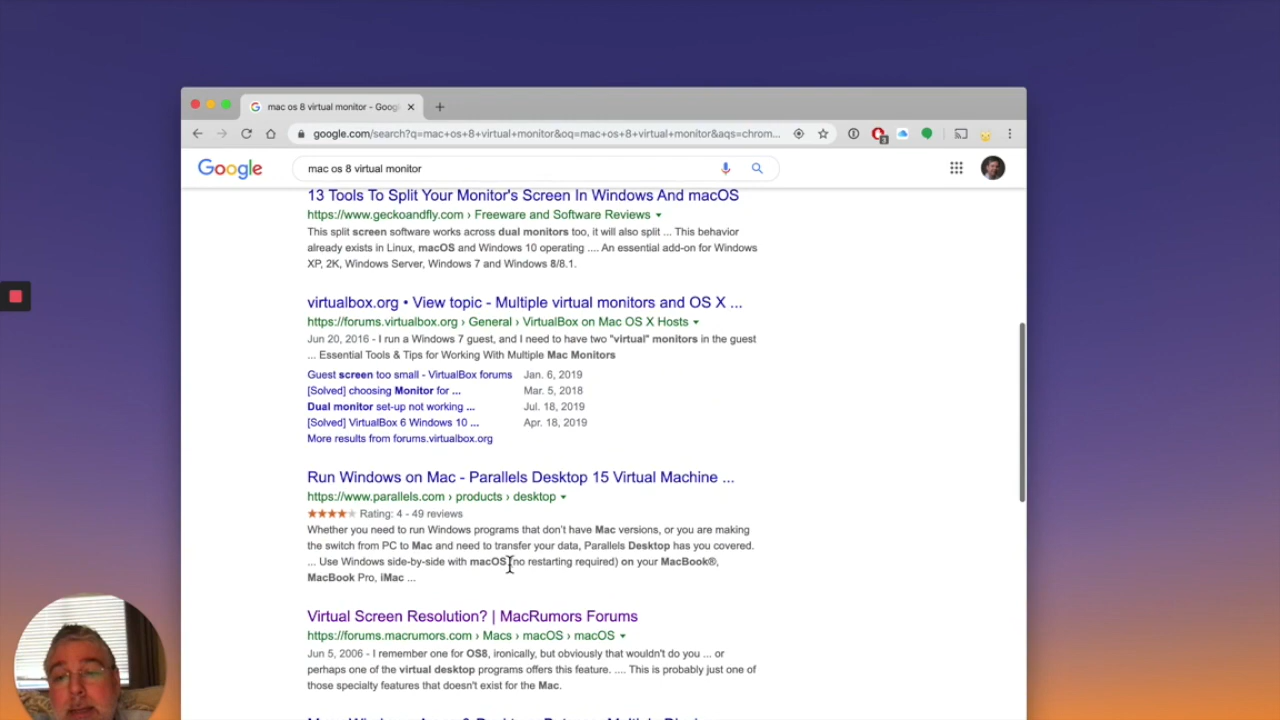 mac os 8 virtual monitor - Goog
google.com/search?q=mac+os+8+virtual+monitor&oq=mac+os+8+virtual+monitor&aqs=chrom...
3
Google
mac os 8 virtual monitor
13 Tools To Split Your Monitor's Screen In Windows And macOS
https://www.geckoandfly.com › Freeware and Software Reviews
This split screen software works across dual monitors too, it will also split ... This behavior
already exists in Linux, macOS and Windows 10 operating .... An essential add-on for Windows
XP, 2K, Windows Server, Windows 7 and Windows 8/8.1.
virtualbox.org • View topic - Multiple virtual monitors and OS X ...
https://forums.virtualbox.org › General › VirtualBox on Mac OS X Hosts
Jun 20, 2016 - I run a Windows 7 guest, and I need to have two "virtual" monitors in the guest
... Essential Tools & Tips for Working With Multiple Mac Monitors
Guest screen too small - VirtualBox forums Jan. 6, 2019
[Solved] choosing Monitor for ... Mar. 5, 2018
Dual monitor set-up not working ... Jul. 18, 2019
[Solved] VirtualBox 6 Windows 10 ... Apr. 18, 2019
More results from forums.virtualbox.org
Run Windows on Mac - Parallels Desktop 15 Virtual Machine ...
https://www.parallels.com › products › desktop
Rating: 4 - 49 reviews
Whether you need to run Windows programs that don't have Mac versions, or you are making
the switch from PC to Mac and need to transfer your data, Parallels Desktop has you covered.
... Use Windows side-by-side with macOS (no restarting required) on your MacBook®,
MacBook Pro, iMac ...
Virtual Screen Resolution? | MacRumors Forums
https://forums.macrumors.com › Macs › macOS › macOS
Jun 5, 2006 - I remember one for OS8, ironically, but obviously that wouldn't do you ... or
perhaps one of the virtual desktop programs offers this feature. .... This is probably just one of
those specialty features that doesn't exist for the Mac.